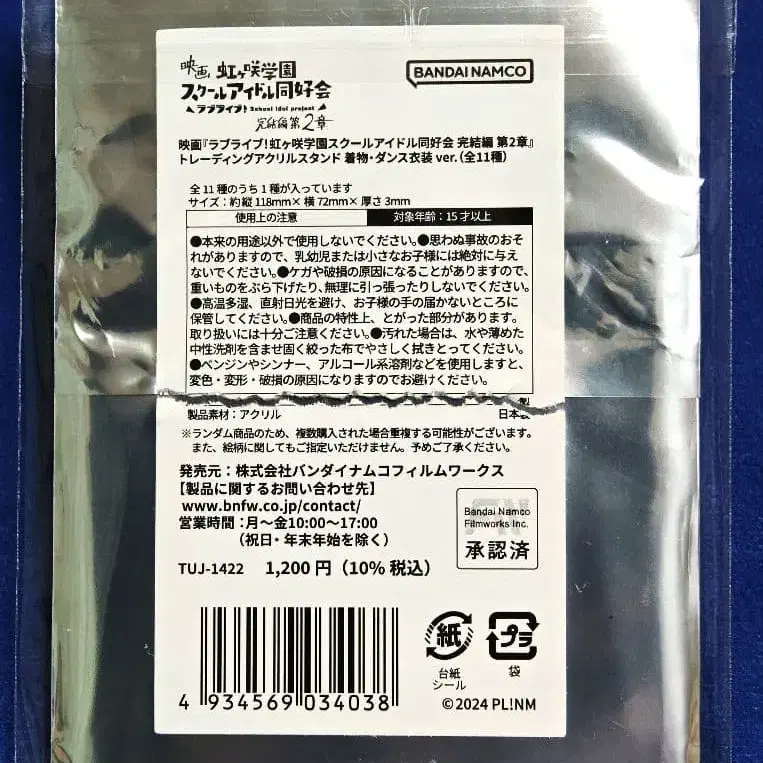 映画 虹ヶ咲学園
スクールアイドル同好会
ラブライブ! School idol project
完結編 第2章
BANDAI NAMCO
映画『ラブライブ!虹ヶ咲学園スクールアイドル同好会 完結編 第2章』
トレーディングアクリルスタンド 着物・ダンス衣装 ver.(全11種)
全11種のうち1種が入っています
サイズ:約 縦118mm× 横72mm× 厚さ3mm
使用上の注意 対象年齢:15才以上
●本来の用途以外で使用しないでください。●思わぬ事故のおそ
れがありますので、乳幼児または小さなお子様には絶対に与え
ないでください。●ケガや破損の原因になることがありますので、
重いものをぶら下げたり、無理に引っ張ったりしないでください。
●高温多湿、直射日光を避け、お子様の手の届かないところに
保管してください。●商品の特性上、とがった部分があります。
取り扱いには十分ご注意ください。●汚れた場合は、水や薄めた
中性洗剤を含ませ固く絞った布でやさしく拭きとってください。
●ベンジンやシンナー、アルコール系溶剤などを使用しますと、
変色・変形・破損の原因になりますのでお避けください。
製品素材:アクリル 日本製
※ランダム商品のため、複数購入された場合重複する可能性がございます。
また、絵柄に関してもご指定いただけません。予めご了承ください。
発売元:株式会社バンダイナムコフィルムワークス
【製品に関するお問い合わせ先】
www.bnfw.co.jp/contact/
営業時間:月～金10:00～17:00
(祝日・年末年始を除く)
Bandai Namco
Filmworks Inc.
承認済
TUJ-1422 1,200円(10% 税込)
紙
台紙
シール
プラ
袋
4 934569 034038
©2024 PL!NM